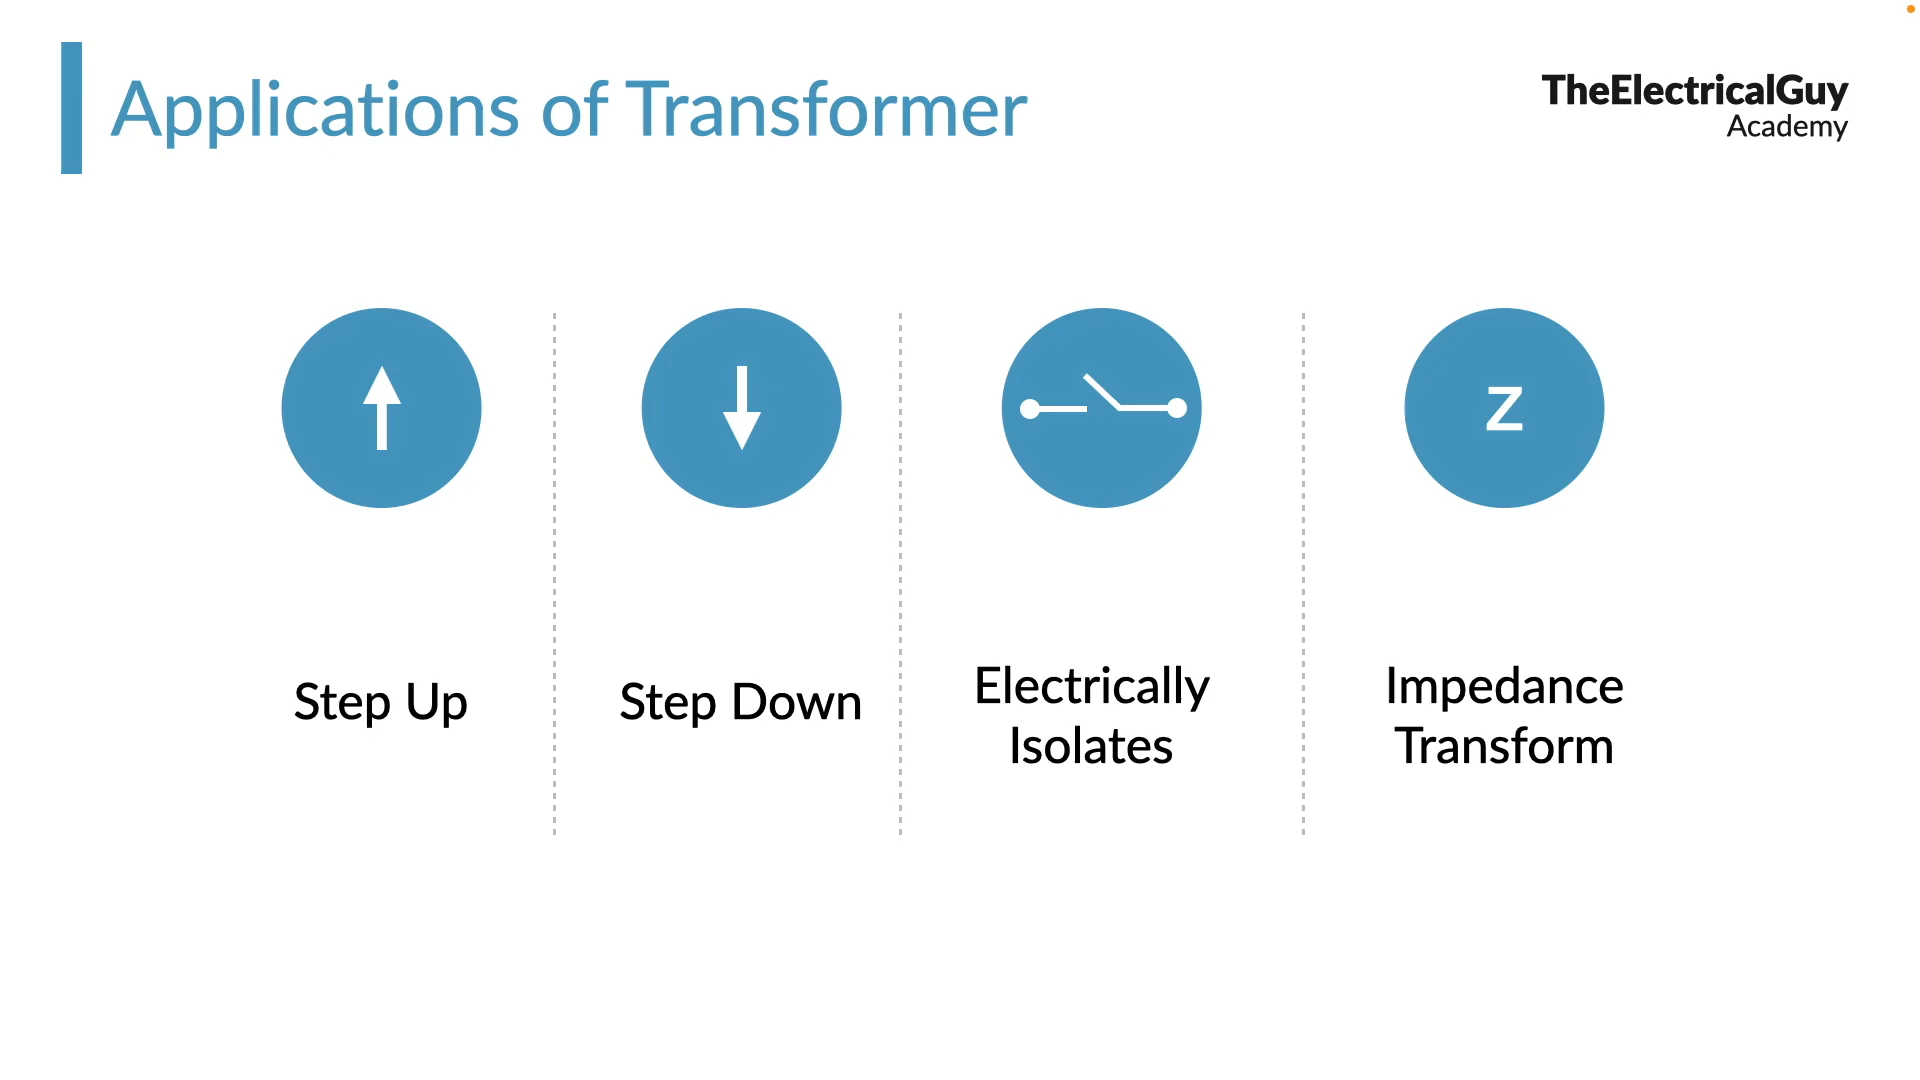 Applications of Transformer
TheElectricalGuy
Academy
Z
Step Up
Step Down
Electrically
Isolates
Impedance
Transform